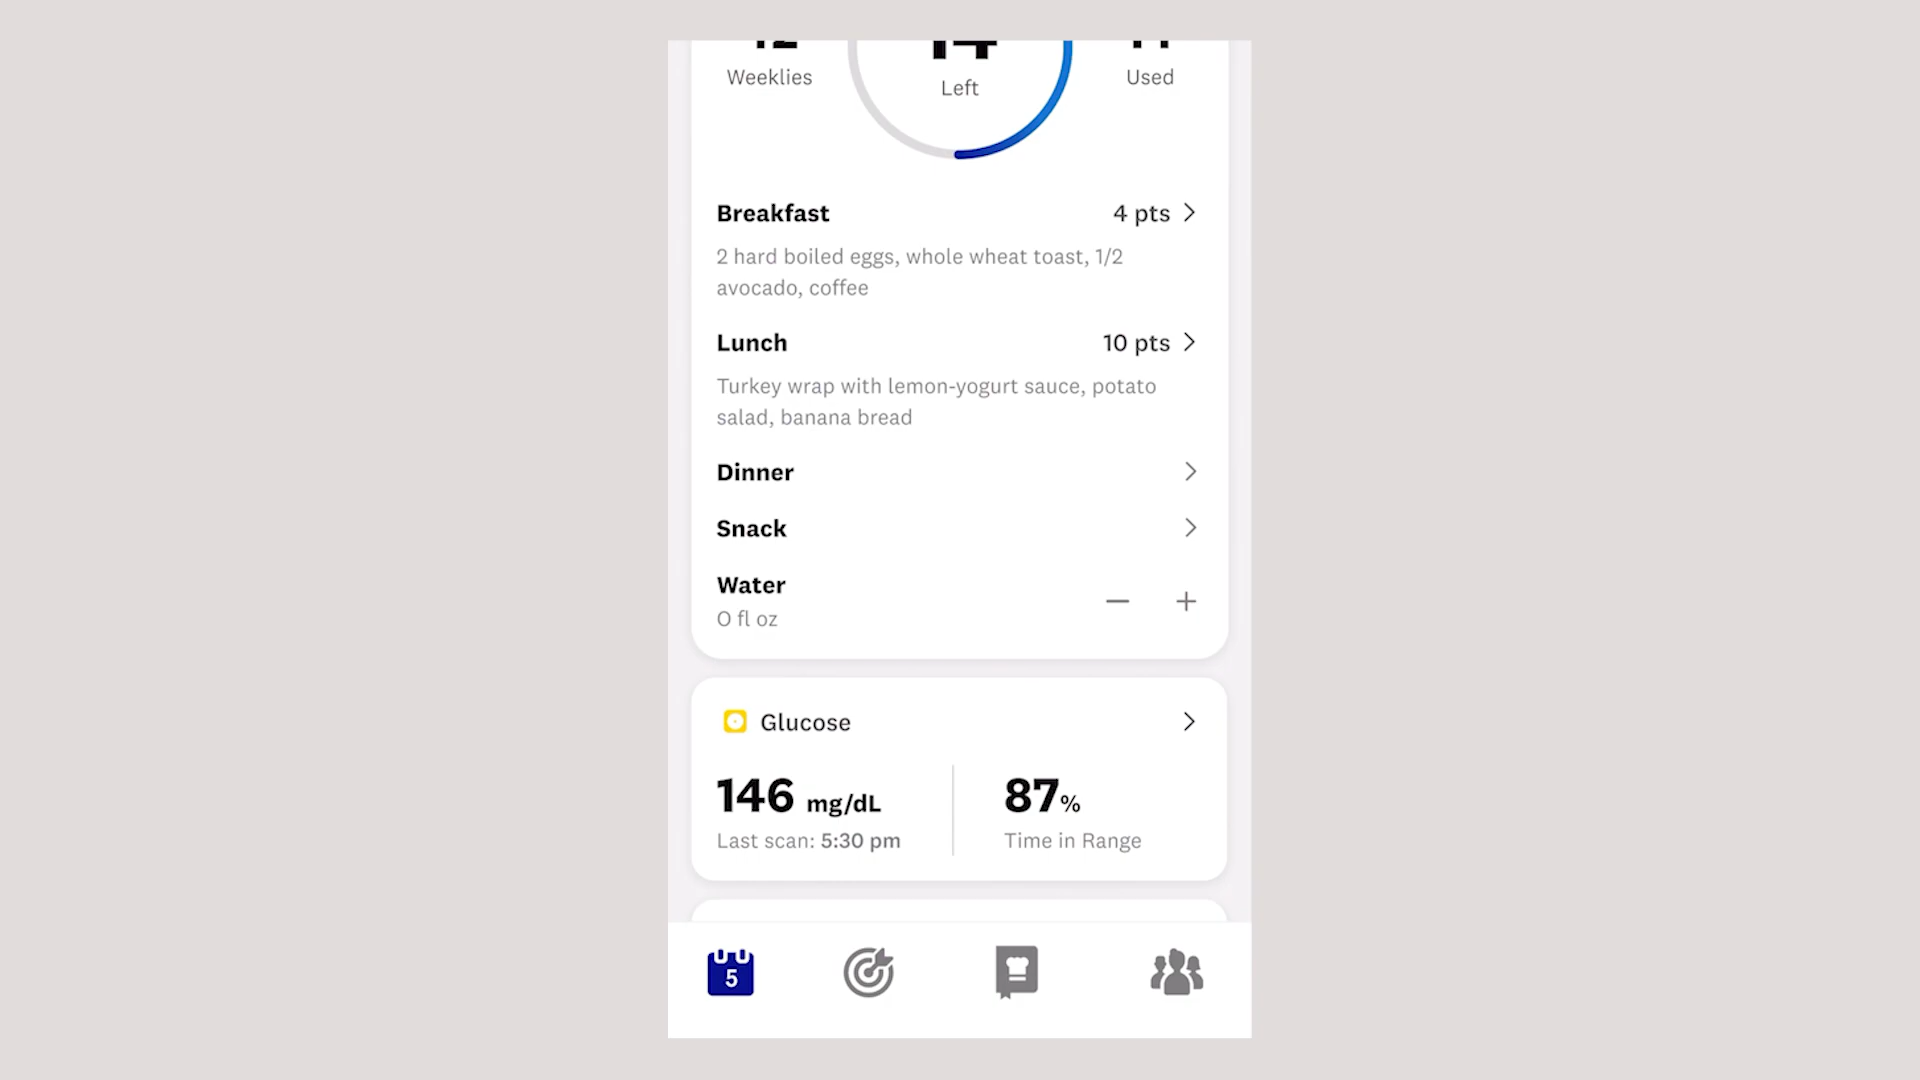 Weeklies
Left
Used
Breakfast
4 pts
2 hard boiled eggs, whole wheat toast, 1/2
avocado, coffee
Lunch
10 pts
Turkey wrap with lemon-yogurt sauce, potato
salad, banana bread
Dinner
Snack
Water
0 fl oz
Glucose
146 mg/dL
87%
Last scan: 5:30 pm
Time in Range
5